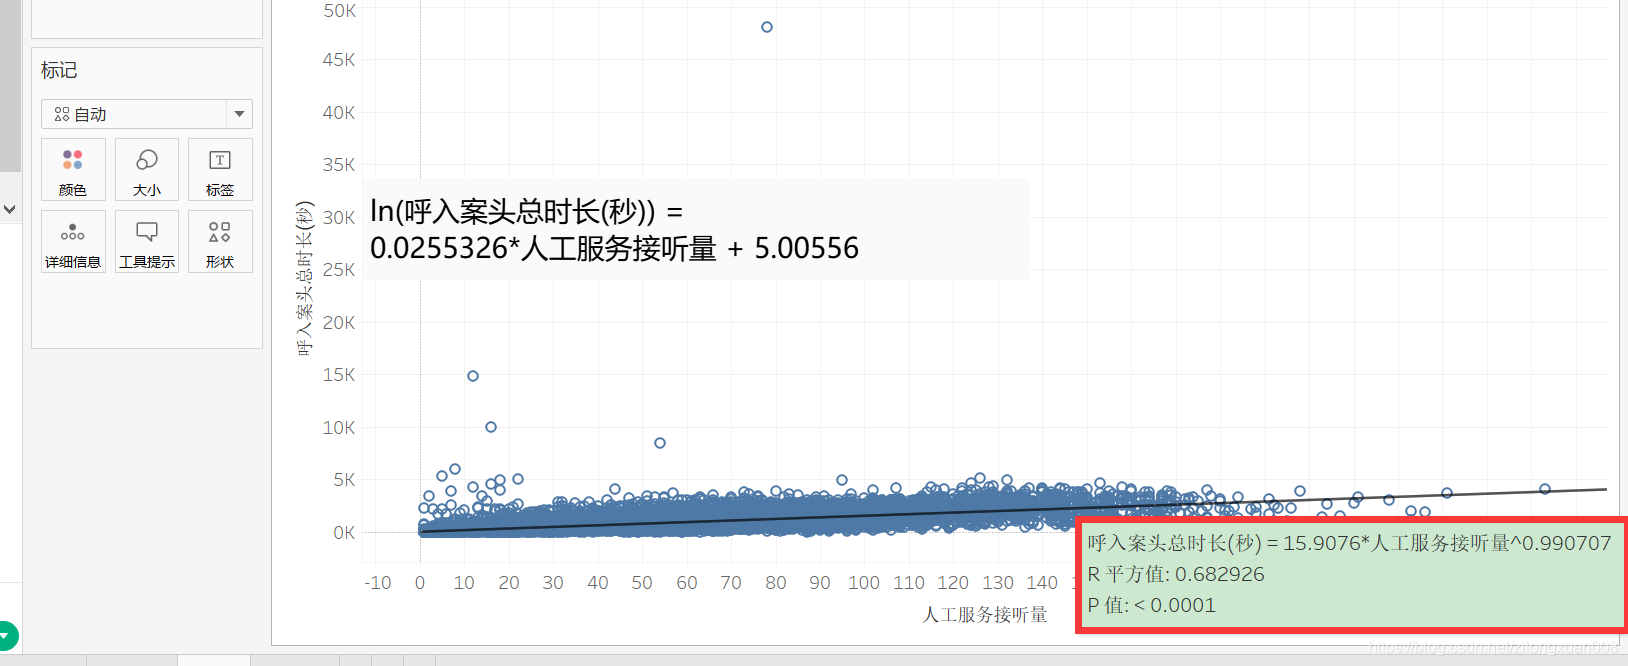 标记
自动
颜色
大小
标签
详细信息
工具提示
形状
50K
45K
40K
35K
30K
25K
20K
15K
10K
5K
0K
呼入案头总时长(秒)
ln(呼入案头总时长(秒)) =
0.0255326*人工服务接听量 + 5.00556
-10 0 10 20 30 40 50 60 70 80 90 100 110 120 130 140
人工服务接听量
呼入案头总时长(秒) = 15.9076*人工服务接听量^0.990707
R 平方值: 0.682926
P 值: < 0.0001
https://blog.csdn.net/zilongxuan008